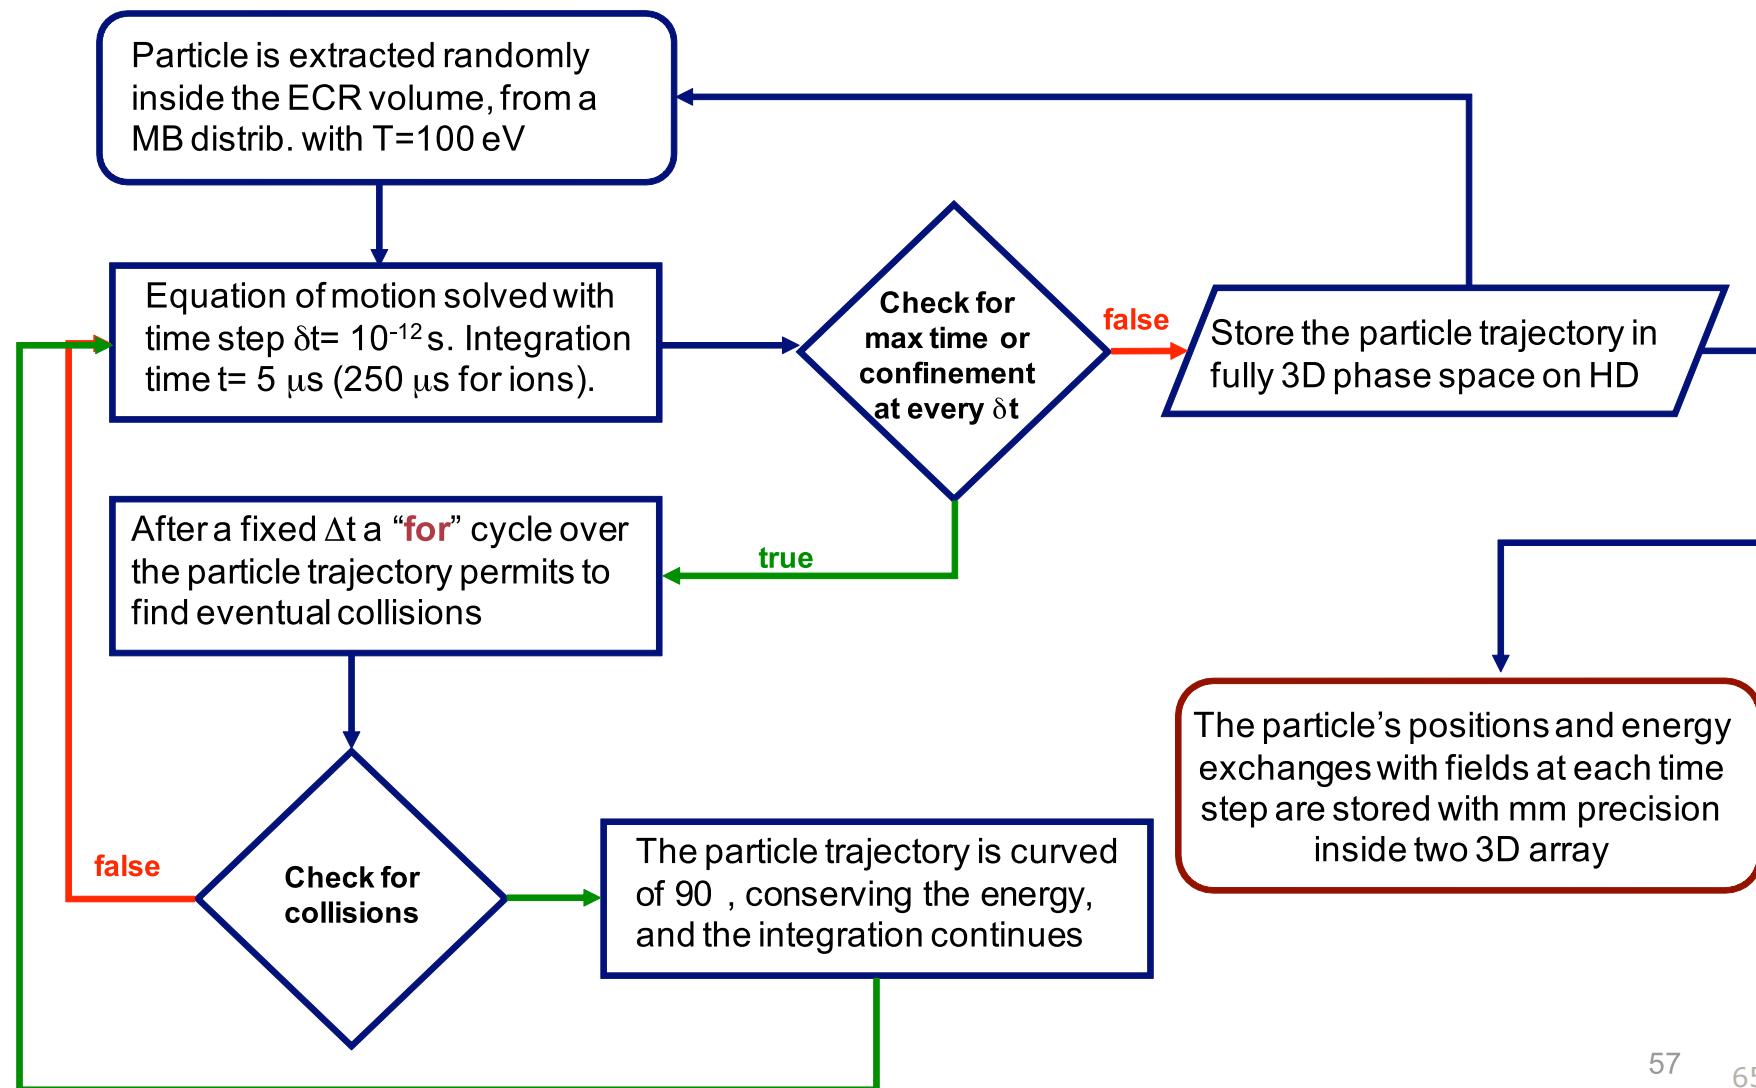 Particle is extracted randomly
inside the ECR volume, from a
MB distrib. with T=100 eV
Equation of motion solved with
time step δt= 10⁻¹² s. Integration
time t= 5 μs (250 μs for ions).
Check for
max time or
confinement
at every δt
false
Store the particle trajectory in
fully 3D phase space on HD
true
After a fixed Δt a “for” cycle over
the particle trajectory permits to
find eventual collisions
The particle’s positions and energy
exchanges with fields at each time
step are stored with mm precision
inside two 3D array
false
Check for
collisions
The particle trajectory is curved
of 90 , conserving the energy,
and the integration continues
57
65